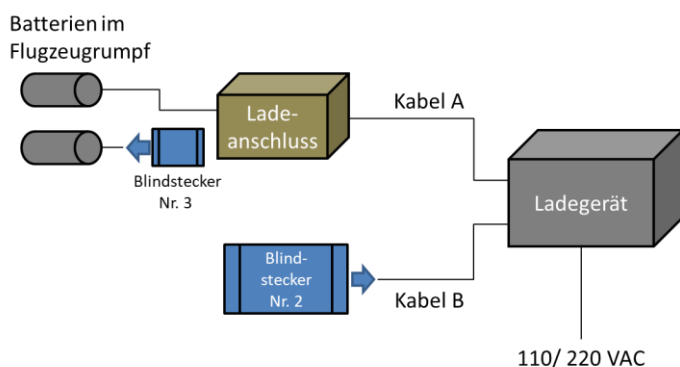 Batterien im
Flugzeugrumpf
Lade-
anschluss
Kabel A
Blindstecker
Nr. 3
Ladegerät
Blind-
stecker
Nr. 2
Kabel B
110/ 220 VAC